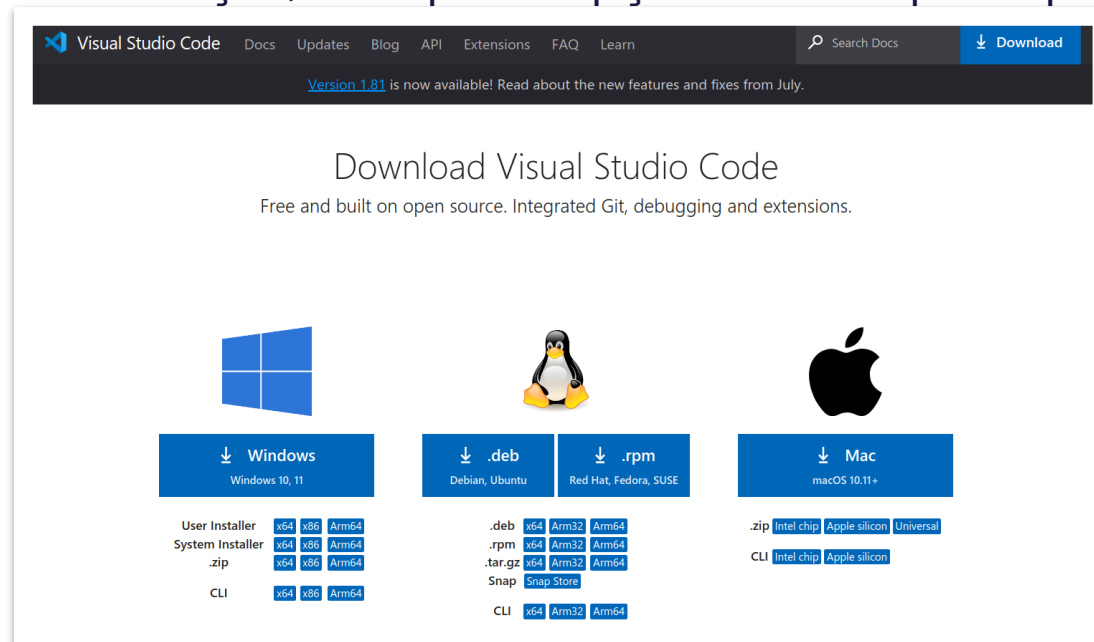 Visual Studio Code Docs Updates Blog API Extensions FAQ Learn Search Docs Download
Version 1.81 is now available! Read about the new features and fixes from July.
Download Visual Studio Code
Free and built on open source. Integrated Git, debugging and extensions.
Windows
Windows 10, 11
User Installer x64 x86 Arm64
System Installer x64 x86 Arm64
.zip x64 x86 Arm64
CLI x64 x86 Arm64
.deb
Debian, Ubuntu
.rpm
Red Hat, Fedora, SUSE
.deb x64 Arm32 Arm64
.rpm x64 Arm32 Arm64
.tar.gz x64 Arm32 Arm64
Snap Snap Store
CLI x64 Arm32 Arm64
Mac
macOS 10.11+
.zip Intel chip Apple silicon Universal
CLI Intel chip Apple silicon